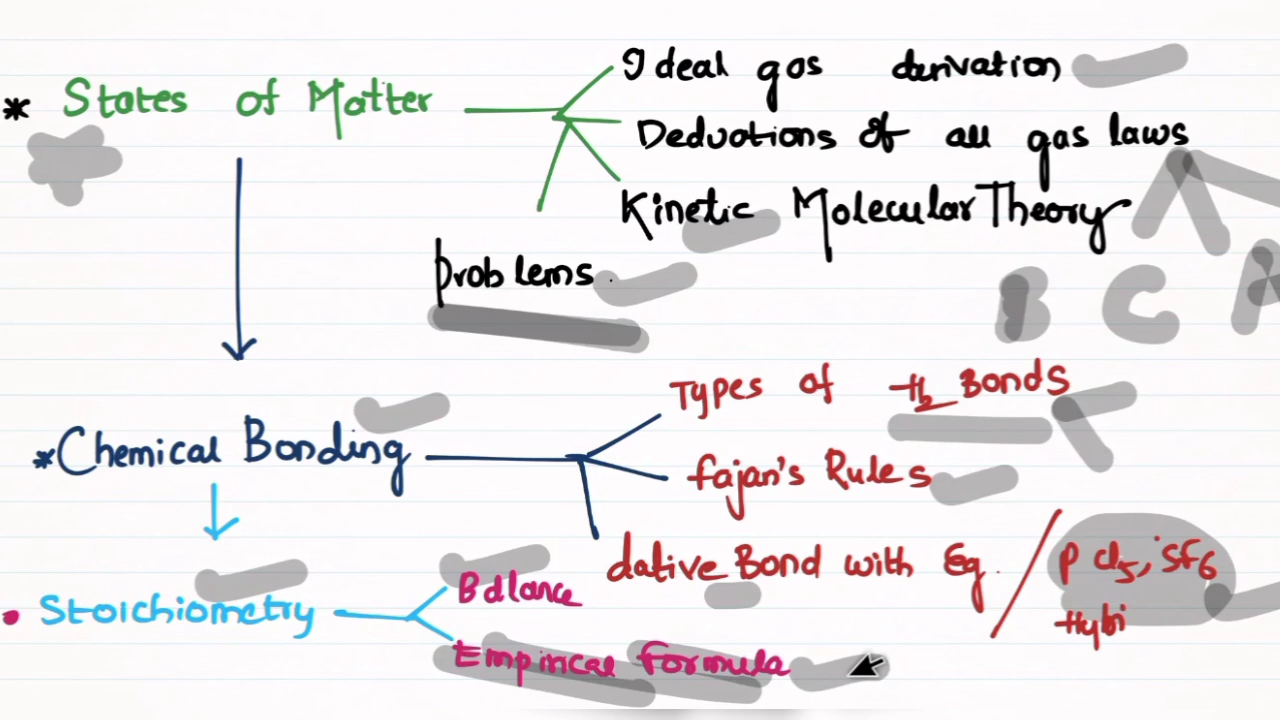 * States of Matter
Ideal gas derivation
Deductions of all gas laws
Kinetic Molecular Theory
Problems.
B C A
*Chemical Bonding
Types of H2 Bonds
fajan's Rules
dative Bond with Eg. / PCl5, SF6
Hybi
• Stoichiometry
Balance
Empirical Formula